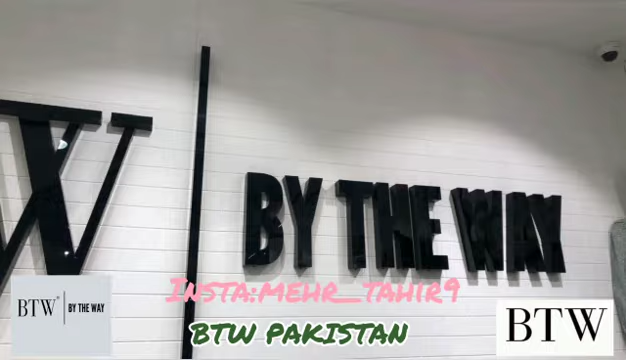 W
BY THE WAY
Insta:mehr_tahir9
BTW PAKISTAN
BTW® | BY THE WAY
BTW